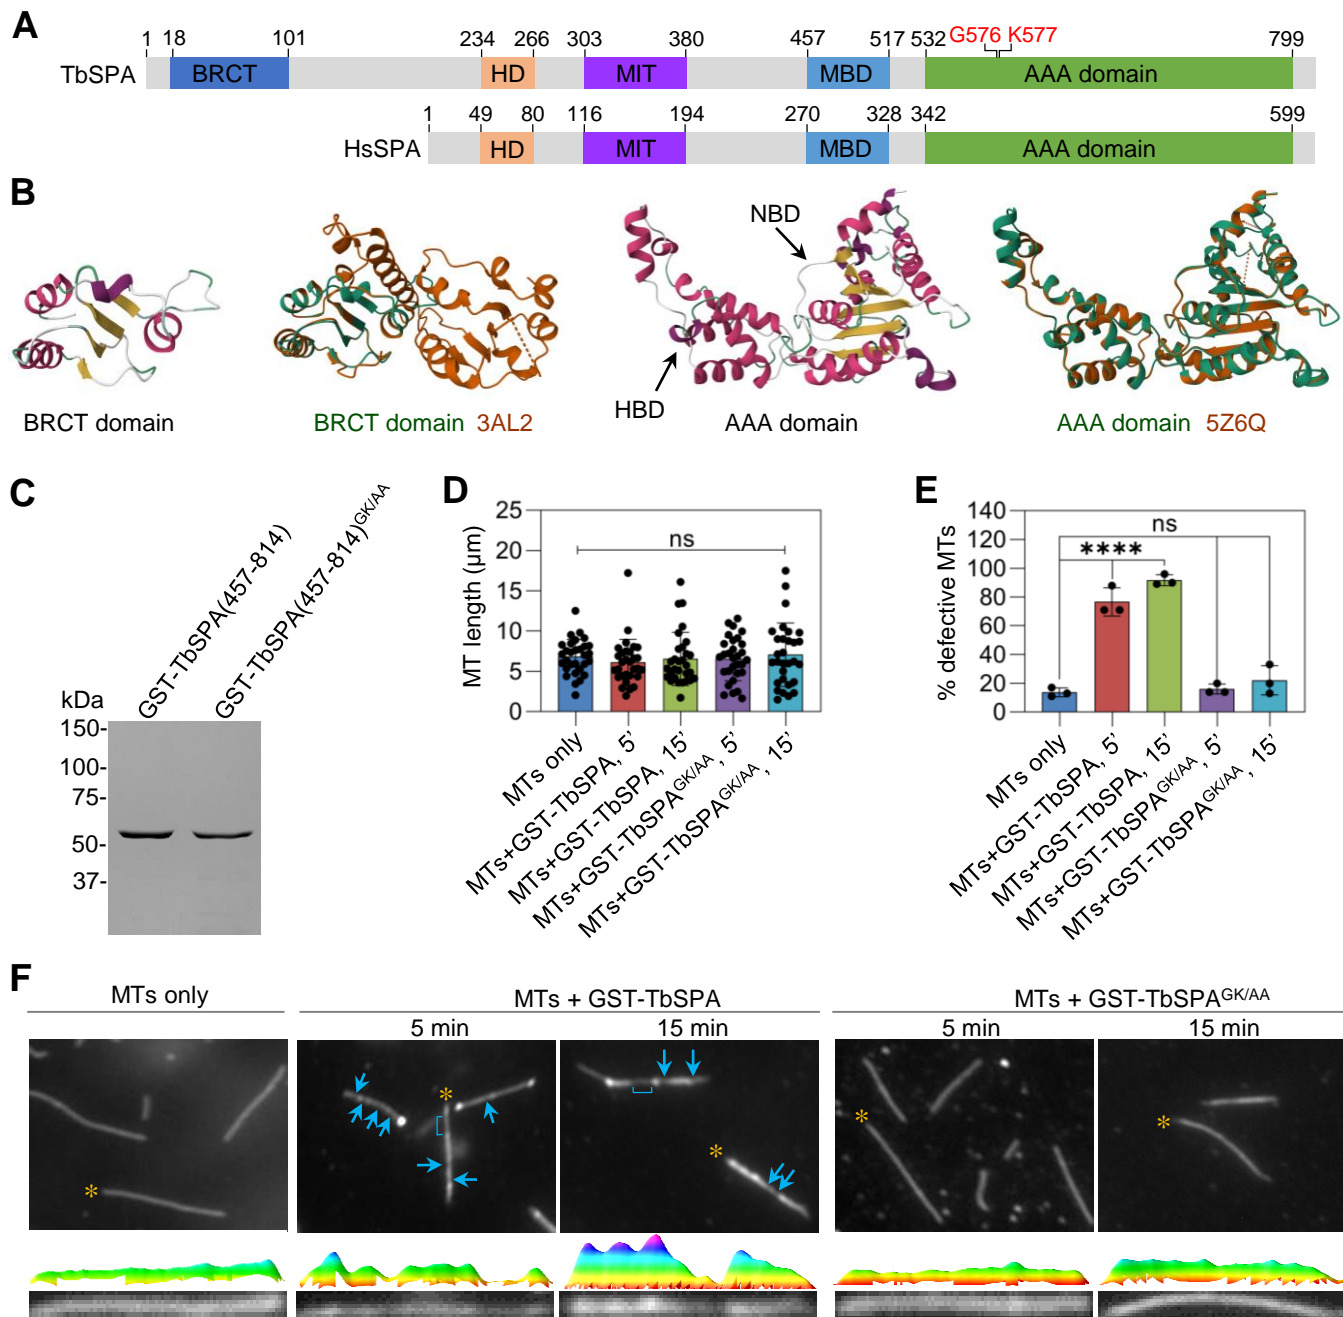 A
1 18 101 234 266 303 380 457 517 532 G576 K577 799
TbSPA BRCT HD MIT MBD AAA domain
1 49 80 116 194 270 328 342 599
HsSPA HD MIT MBD AAA domain
B
NBD
HBD
BRCT domain
BRCT domain 3AL2
AAA domain
AAA domain 5Z6Q
C
GST-TbSPA(457-814)
GST-TbSPA(457-814)GK/AA
kDa
150-
100-
75-
50-
37-
D
MT length (µm)
25
20
15
10
5
0
ns
MTs only
MTs+GST-TbSPA, 5'
MTs+GST-TbSPA, 15'
MTs+GST-TbSPAGK/AA, 5'
MTs+GST-TbSPAGK/AA, 15'
E
% defective MTs
140
120
100
80
60
40
20
0
ns
****
MTs only
MTs+GST-TbSPA, 5'
MTs+GST-TbSPA, 15'
MTs+GST-TbSPAGK/AA, 5'
MTs+GST-TbSPAGK/AA, 15'
F
MTs only
MTs + GST-TbSPA
MTs + GST-TbSPAGK/AA
5 min 15 min 5 min 15 min
* * * * *